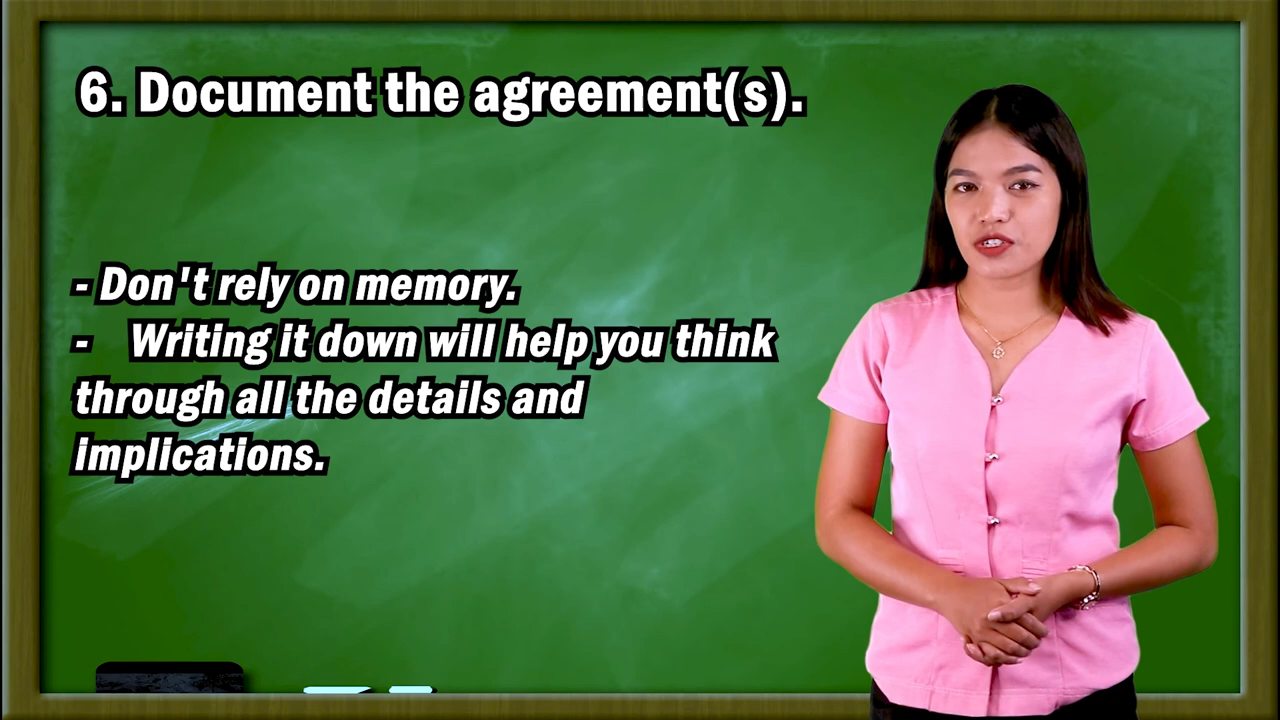 6. Document the agreement(s).
- Don't rely on memory.
- Writing it down will help you think
through all the details and
implications.